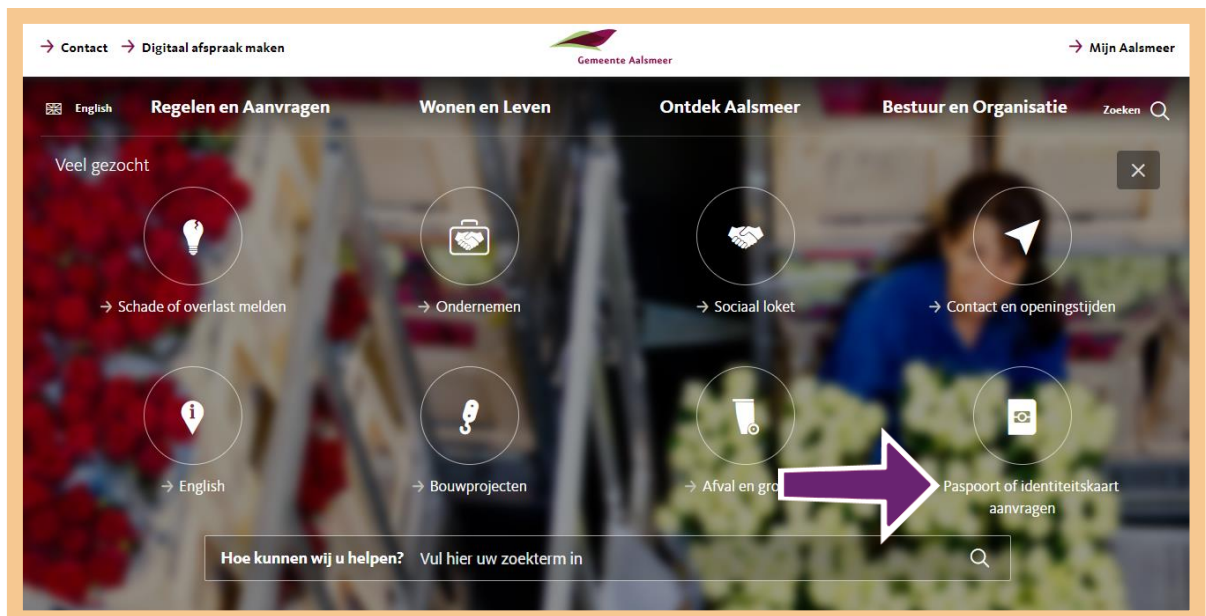 → Contact → Digitaal afspraak maken
Gemeente Aalsmeer
→ Mijn Aalsmeer
English
Regelen en Aanvragen
Wonen en Leven
Ontdek Aalsmeer
Bestuur en Organisatie
Zoeken
Veel gezocht
→ Schade of overlast melden
→ Ondernemen
→ Sociaal loket
→ Contact en openingstijden
→ English
→ Bouwprojecten
→ Afval en
Paspoort of identiteitskaart
aanvragen
Hoe kunnen wij u helpen? Vul hier uw zoekterm in